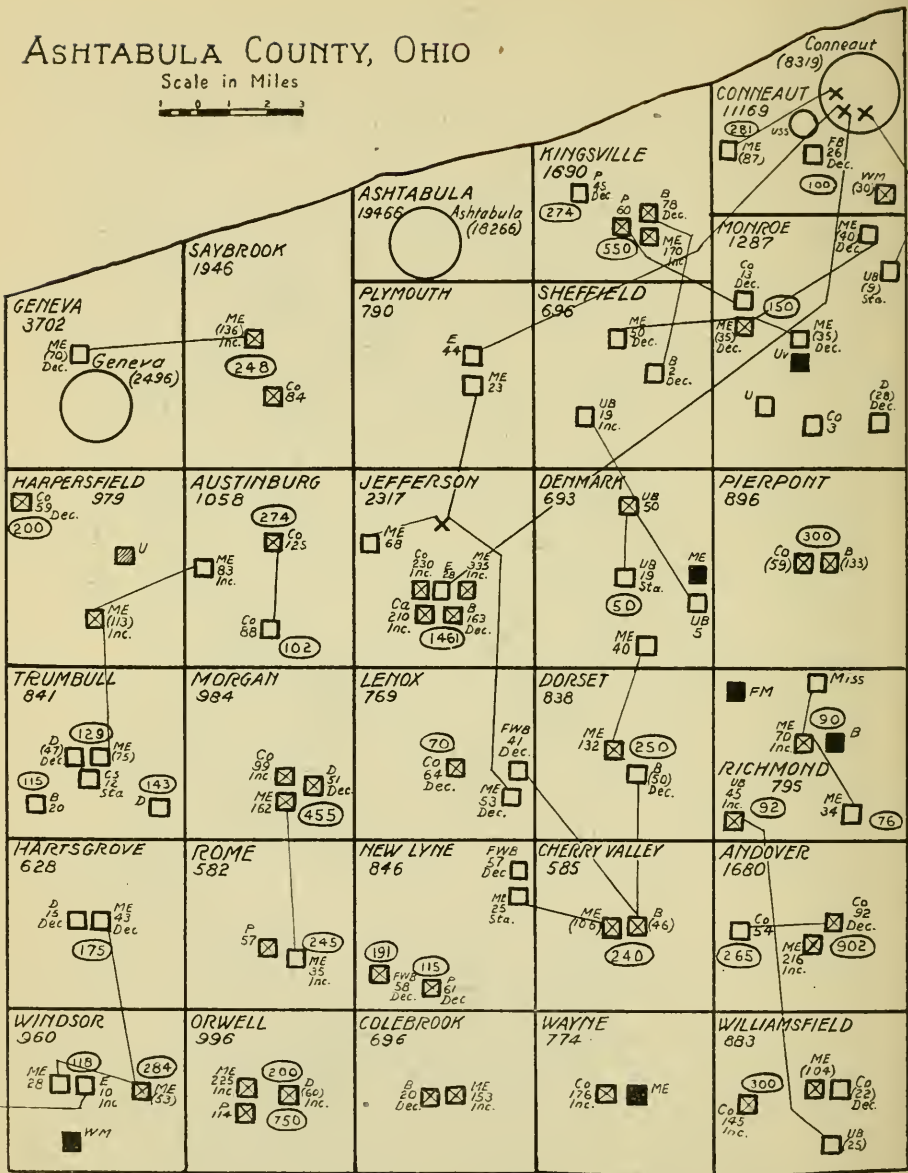 ASHTABULA COUNTY, OHIO
Scale in Miles
1 0 1 2 3
Conneaut
(8319)
CONNEAUT
11169
281
ME
(87)
USS
FB
26
Dec.
100
WM
(30)
KINGSVILLE
1690
P
45
Dec
274
P
60
550
B
78
Dec.
ME
170
Inc
ASHTABULA
19466
Ashtabula
(18266)
MONROE
1287
ME
(40)
Dec
UB
(9)
Sta.
Co
13
Dec.
150
ME
(35)
Dec.
ME
(35)
Dec.
Uv
U
Co
3
D
(28)
Dec.
SAYBROOK
1946
ME
(136)
Inc.
248
Co
84
GENEVA
3702
ME
(70)
Dec.
Geneva
(2496)
PLYMOUTH
790
E
44
ME
23
SHEFFIELD
696
ME
50
Dec.
B
2
Dec.
UB
19
Inc.
HARPERSFIELD
979
Co
59
Dec.
200
U
ME
(113)
Inc.
AUSTINBURG
1058
274
Co
125
ME
83
Inc.
Co
88
102
JEFFERSON
2317
ME
68
Co
230
Inc.
E
28
ME
335
Inc.
Ca
210
Inc.
B
163
Dec.
1461
DENMARK
693
UB
50
UB
19
Sta.
50
ME
UB
5
ME
40
PIERPONT
896
300
Co
(59)
B
(133)
TRUMBULL
841
129
D
(47)
Dec
ME
(75)
CS
12
Sta
115
B
20
143
D
MORGAN
984
Co
99
Inc
D
51
Dec.
ME
162
455
LENOX
769
70
Co
64
Dec.
FWB
41
Dec.
ME
53
Dec.
DORSET
838
ME
132
250
B
(50)
Dec.
FM
Miss
ME
70
Inc.
90
B
RICHMOND
795
UB
45
Inc.
92
ME
34
76
HARTSGROVE
628
D
15
Dec
ME
43
Dec
175
ROME
582
P
57
245
ME
35
Inc.
NEW LYNE
846
FWB
57
Dec
ME
25
Sta.
191
FWB
58
Dec.
115
P
61
Dec
CHERRY VALLEY
585
ME
(106)
B
(46)
240
ANDOVER
1680
Co
54
265
Co
92
Dec.
ME
216
Inc.
902
WINDSOR
960
118
284
ME
28
E
10
Inc
ME
(53)
WM
ORWELL
996
ME
225
Inc
200
D
(60)
Inc.
P
114
750
COLEBROOK
696
B
20
Dec
ME
153
Inc.
WAYNE
774
Co
176
Inc
ME
WILLIAMSFIELD
883
300
Co
145
Inc.
ME
(104)
Co
(22)
Dec.
UB
(25)